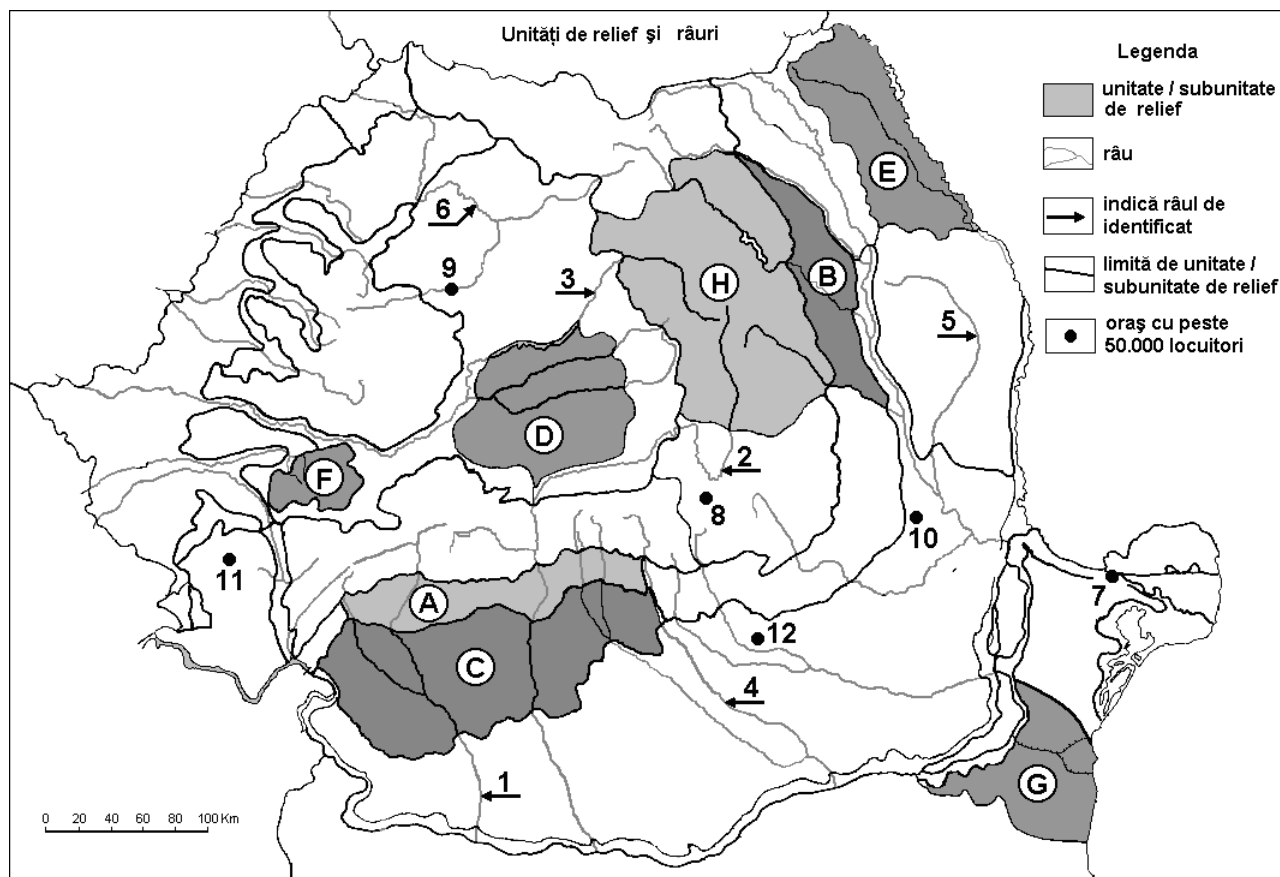 Unități de relief şi râuri
Legenda
unitate / subunitate
de relief
râu
indică râul de
identificat
limită de unitate /
subunitate de relief
oraş cu peste
50.000 locuitori
E
6
B
9
3
H
5
D
2
F
8
10
11
7
A
12
C
4
G
1
0 20 40 60 80 100 Km